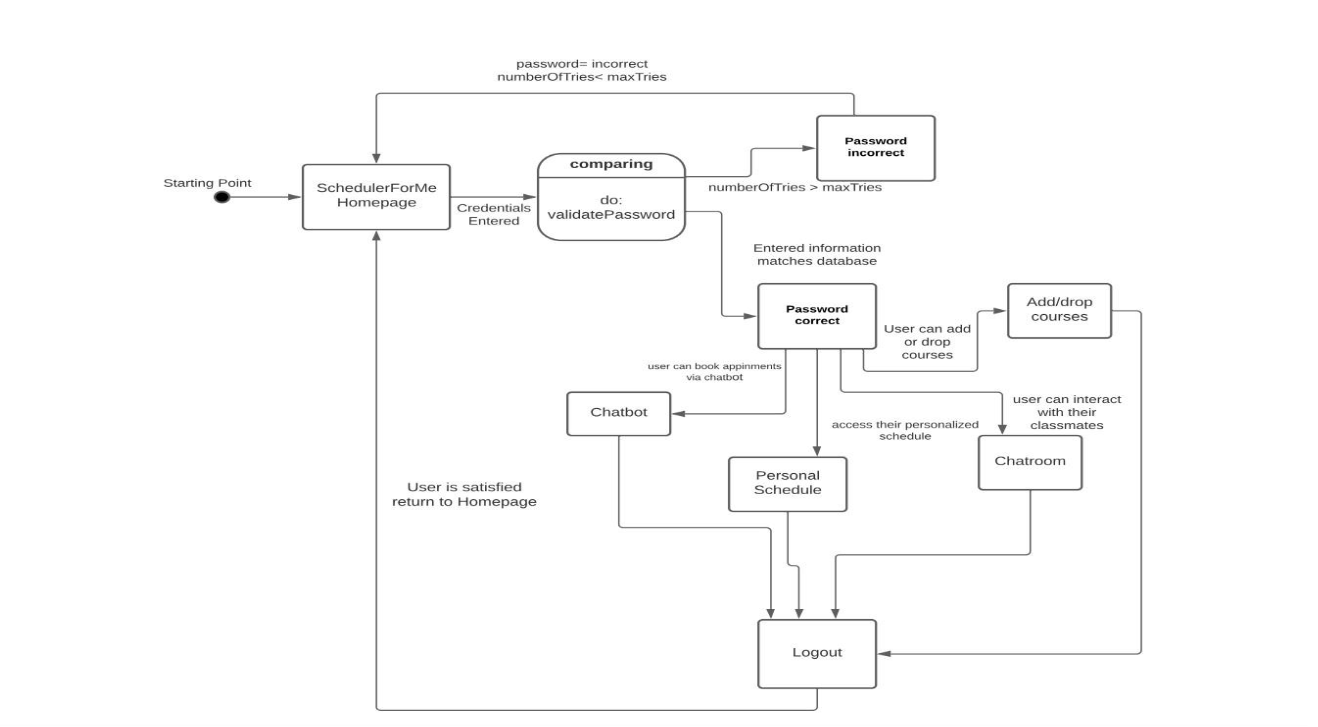 password= incorrect
numberOfTries< maxTries
Password
incorrect
Starting Point
SchedulerForMe
Homepage
Credentials
Entered
comparing
do:
validatePassword
numberOfTries > maxTries
Entered information
matches database
Password
correct
User can add
or drop
courses
Add/drop
courses
user can book appinments
via chatbot
Chatbot
access their personalized
schedule
user can interact
with their
classmates
Personal
Schedule
Chatroom
User is satisfied
return to Homepage
Logout